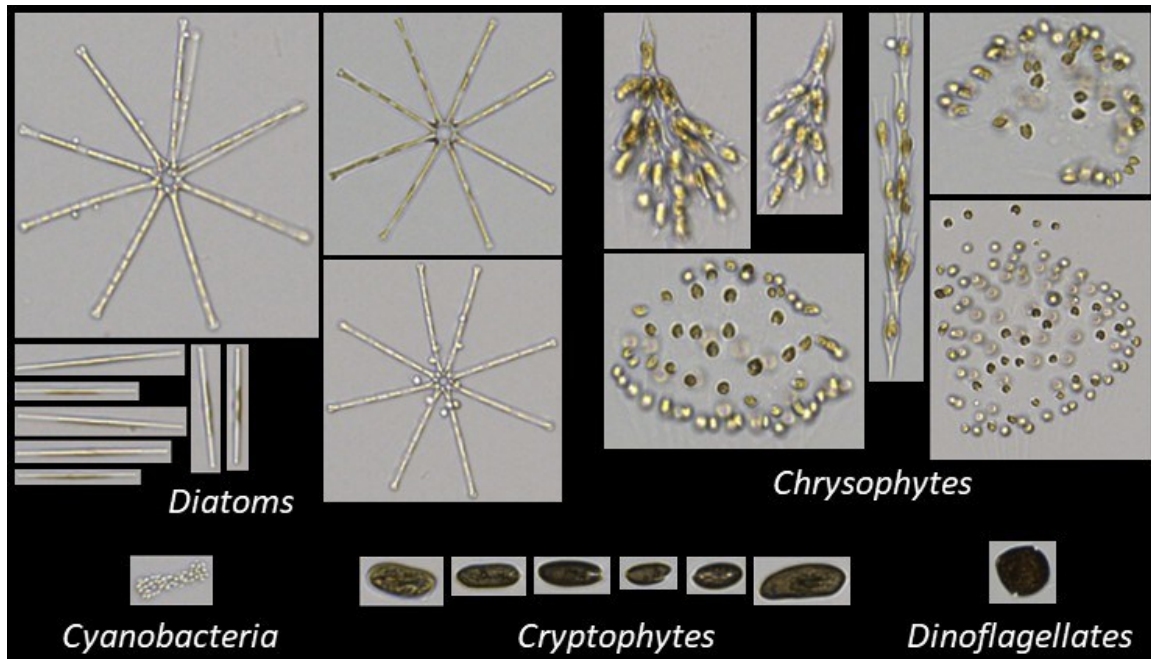 Diatoms
Chrysophytes
Cyanobacteria
Cryptophytes
Dinoflagellates